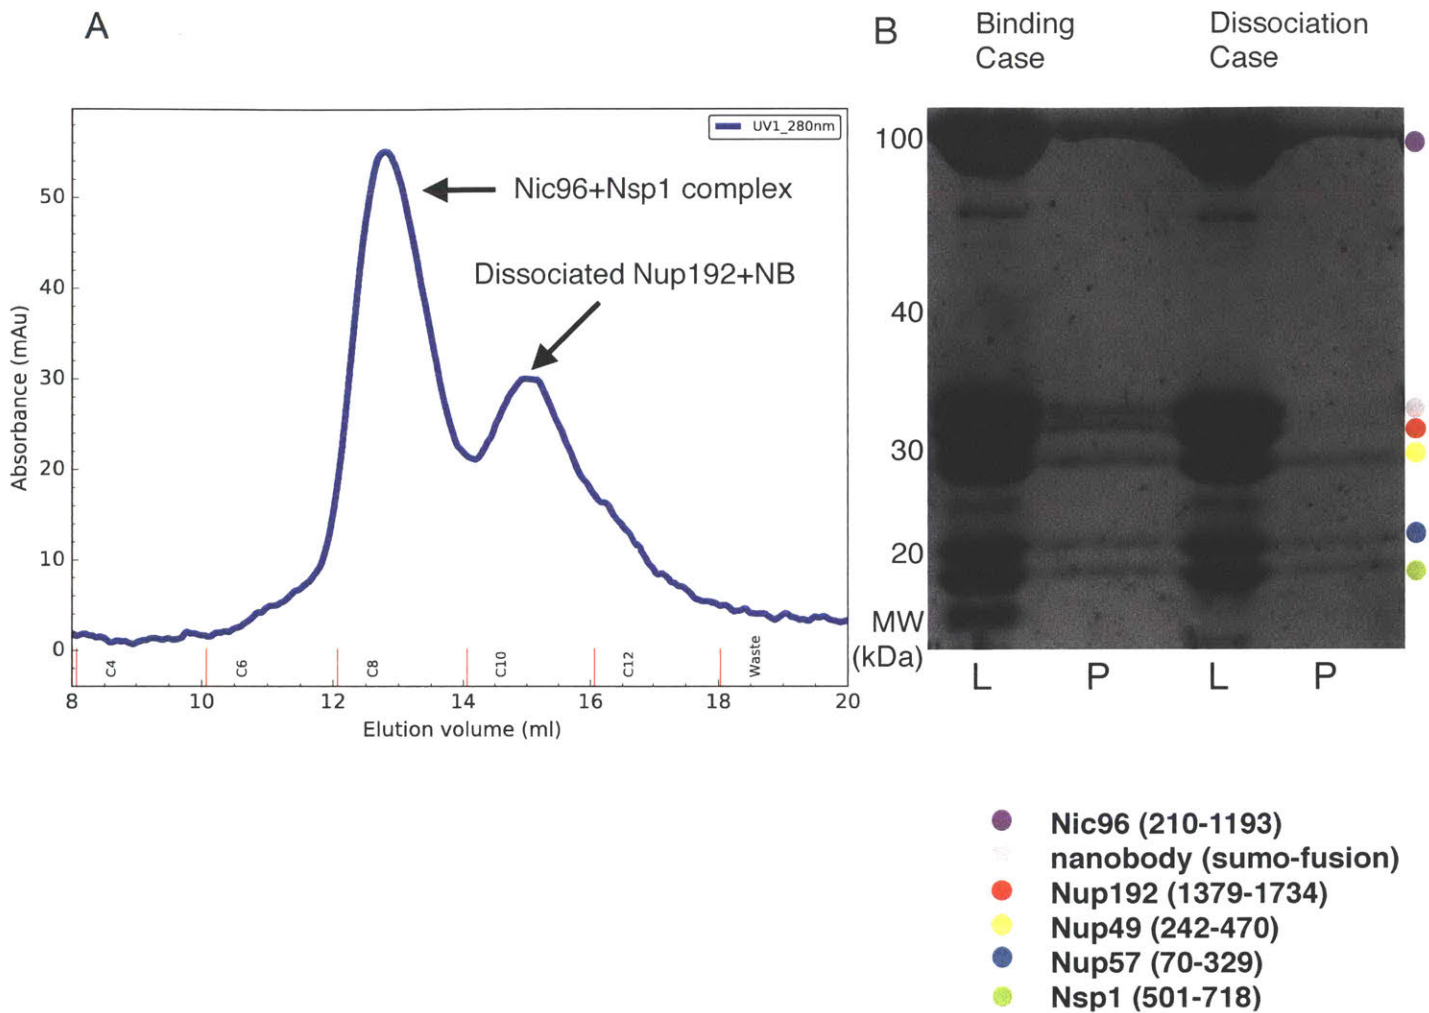 A
UV1_280nm
Nic96+Nsp1 complex
Dissociated Nup192+NB
Absorbance (mAu)
50
40
30
20
10
0
C4
C6
C8
C10
C12
Waste
8
10
12
14
16
18
20
Elution volume (ml)
B
Binding
Case
Dissociation
Case
100
40
30
20
MW
(kDa)
L
P
L
P
Nic96 (210-1193)
nanobody (sumo-fusion)
Nup192 (1379-1734)
Nup49 (242-470)
Nup57 (70-329)
Nsp1 (501-718)